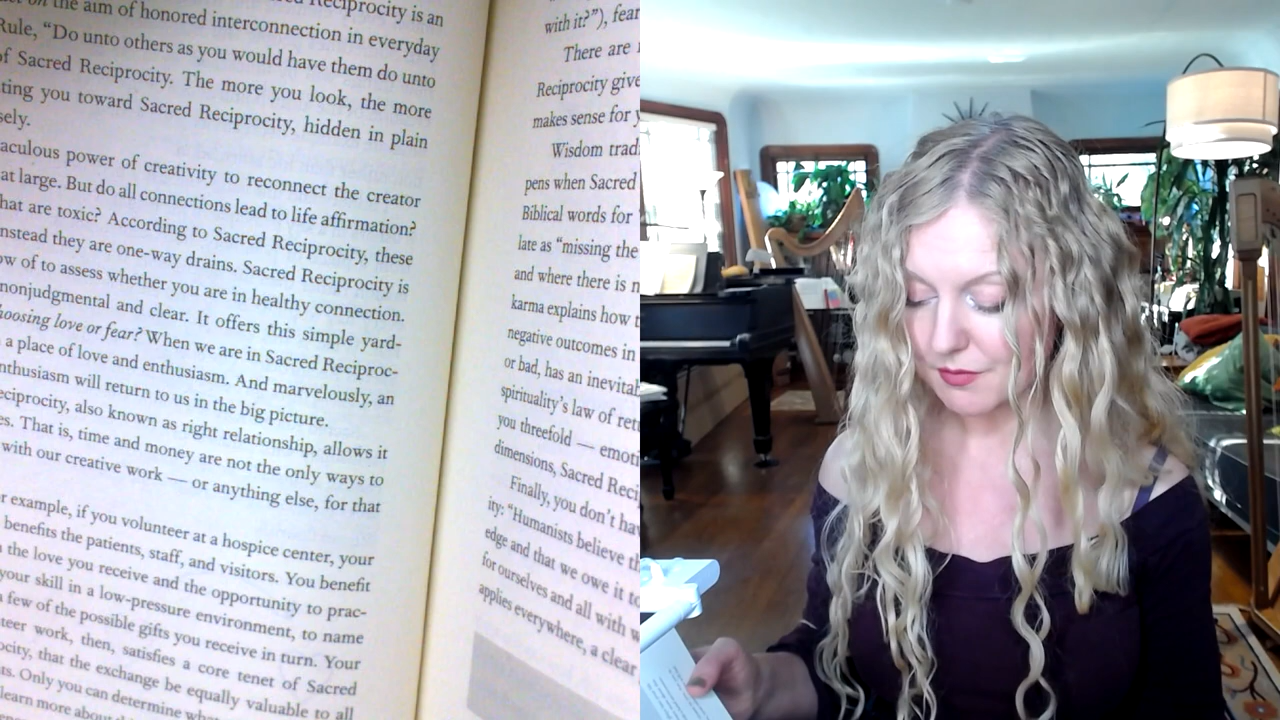 the aim of honored interconnection in everyday
Rule, “Do unto others as you would have them do unto
of Sacred Reciprocity. The more you look, the more
ting you toward Sacred Reciprocity, hidden in plain
sely.
aculous power of creativity to reconnect the creator
at large. But do all connections lead to life affirmation?
hat are toxic? According to Sacred Reciprocity, these
nstead they are one-way drains. Sacred Reciprocity is
ow of to assess whether you are in healthy connection.
nonjudgmental and clear. It offers this simple yard-
hoosing love or fear? When we are in Sacred Reciproc-
a place of love and enthusiasm. And marvelously, an
nthusiasm will return to us in the big picture.
eciprocity, also known as right relationship, allows it
es. That is, time and money are not the only ways to
with our creative work — or anything else, for that
r example, if you volunteer at a hospice center, your
benefits the patients, staff, and visitors. You benefit
the love you receive and the opportunity to prac-
your skill in a low-pressure environment, to name
few of the possible gifts you receive in turn. Your
teer work, then, satisfies a core tenet of Sacred
ocity, that the exchange be equally valuable to all
ts. Only you can determine what
learn more about
with it?”), fear
There are
Reciprocity give
makes sense for y
Wisdom trad
pens when Sacred
Biblical words for
late as “missing the
and where there is n
karma explains how t
negative outcomes in
or bad, has an inevitab
spirituality’s law of ret
you threefold — emoti
dimensions, Sacred Reci
Finally, you don’t hav
ity: “Humanists believe th
edge and that we owe it to
for ourselves and all with w
applies everywhere, a clear